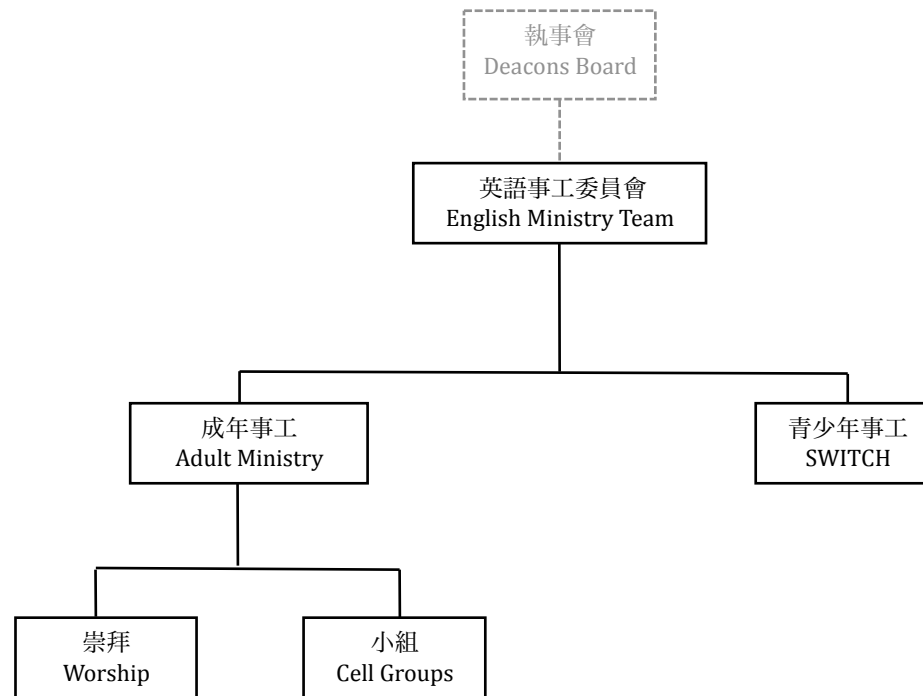 執事會
Deacons Board
英語事工委員會
English Ministry Team
成年事工
Adult Ministry
青少年事工
SWITCH
崇拜
Worship
小組
Cell Groups